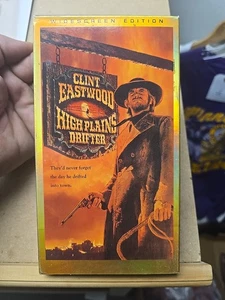 WIDESCREEN EDITION
CLINT
EASTWOOD
HIGH PLAINS
DRIFTER
They'd never forget
the day he drifted
into town.